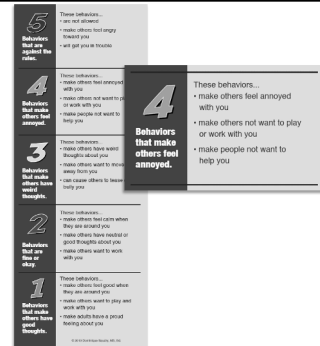 5
Behaviors
that are
against the
rules.
These behaviors...
• are not allowed
• make others feel angry
toward you
• will get you in trouble
4
Behaviors
that make
others feel
annoyed.
These behaviors...
• make others feel annoyed
with you
• make others not want to pl
or work with you
• make people not want to
help you
3
Behaviors
that make
others have
weird
thoughts.
These behaviors...
• make others have weird
thoughts about you
• make others want to move
away from you
• can cause others to tease
bully you
2
Behaviors
that are
fine or
okay.
These behaviors...
• make others feel calm when
they are around you
• make others have neutral or
good thoughts about you
• make others want to work
with you
1
Behaviors
that make
others have
good
thoughts.
These behaviors...
• make others feel good when
they are around you
• make others want to play and
work with you
• make adults have a proud
feeling about you
4
Behaviors
that make
others feel
annoyed.
These behaviors...
• make others feel annoyed
with you
• make others not want to play
or work with you
• make people not want to
help you